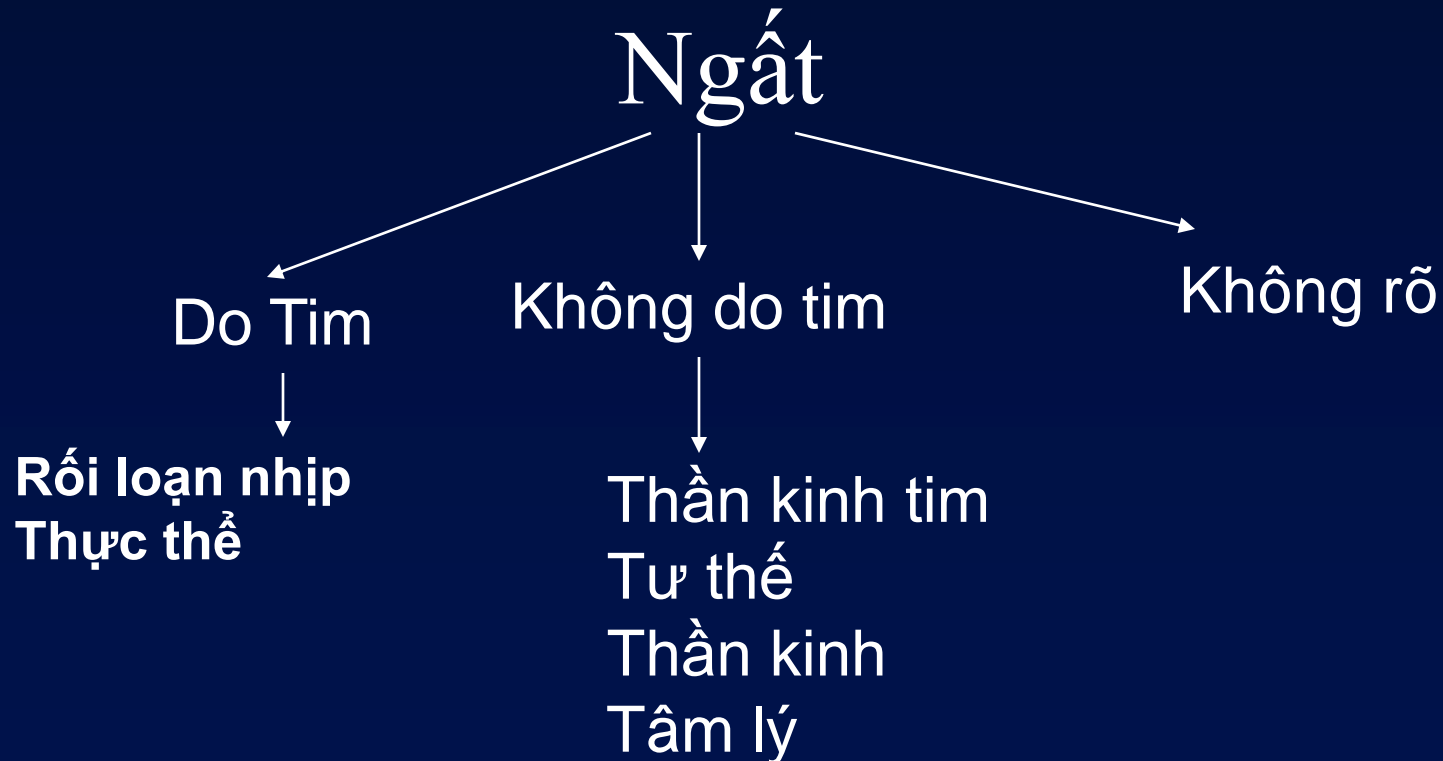 Ngất
Do Tim
Không do tim
Không rõ
Rối loạn nhịp
Thực thể
Thần kinh tim
Tư thế
Thần kinh
Tâm lý